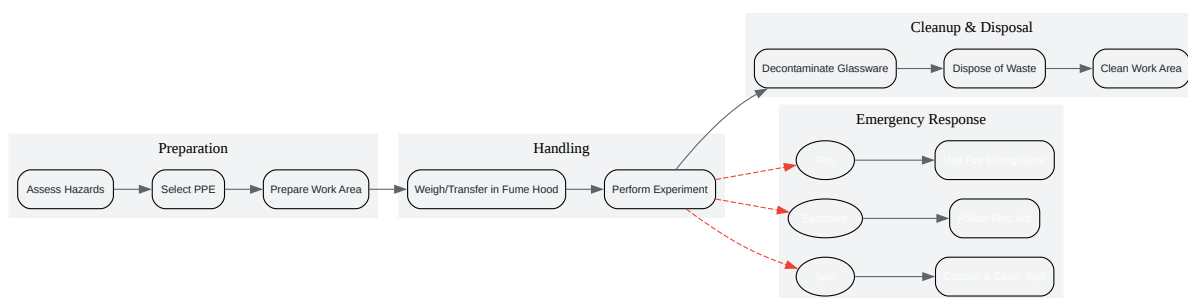 Cleanup & Disposal
Decontaminate Glassware
Dispose of Waste
Clean Work Area
Emergency Response
Preparation
Handling
Fire
Use Fire Extinguisher
Assess Hazards
Select PPE
Prepare Work Area
Weigh/Transfer in Fume Hood
Perform Experiment
Exposure
Follow First Aid
Spill
Contain & Clean Spill